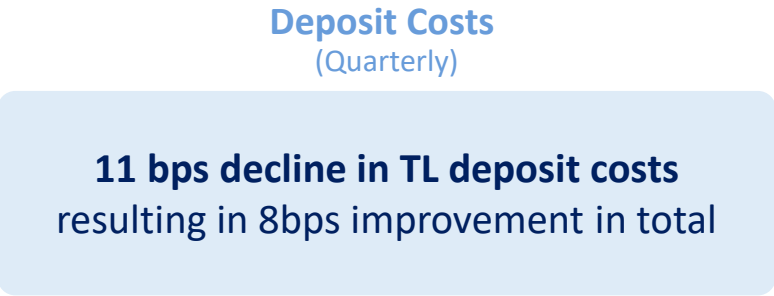 Deposit Costs
(Quarterly)
11 bps decline in TL deposit costs
resulting in 8bps improvement in total